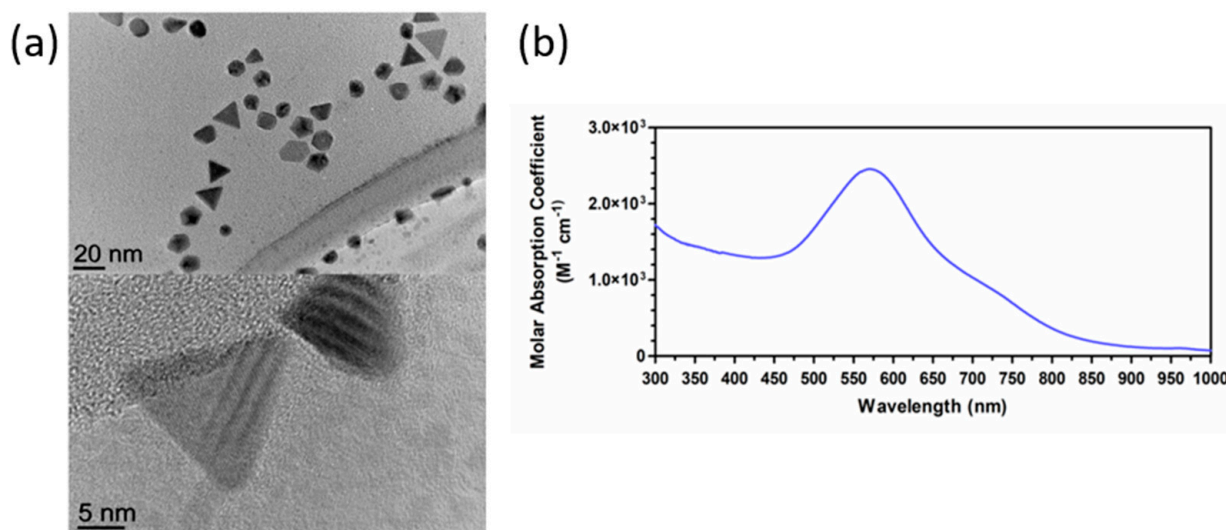 (a)
20 nm
5 nm
(b)
Molar Absorption Coefficient
(M⁻¹ cm⁻¹)
3.0×10³
2.0×10³
1.0×10³
0
300 350 400 450 500 550 600 650 700 750 800 850 900 950 1000
Wavelength (nm)